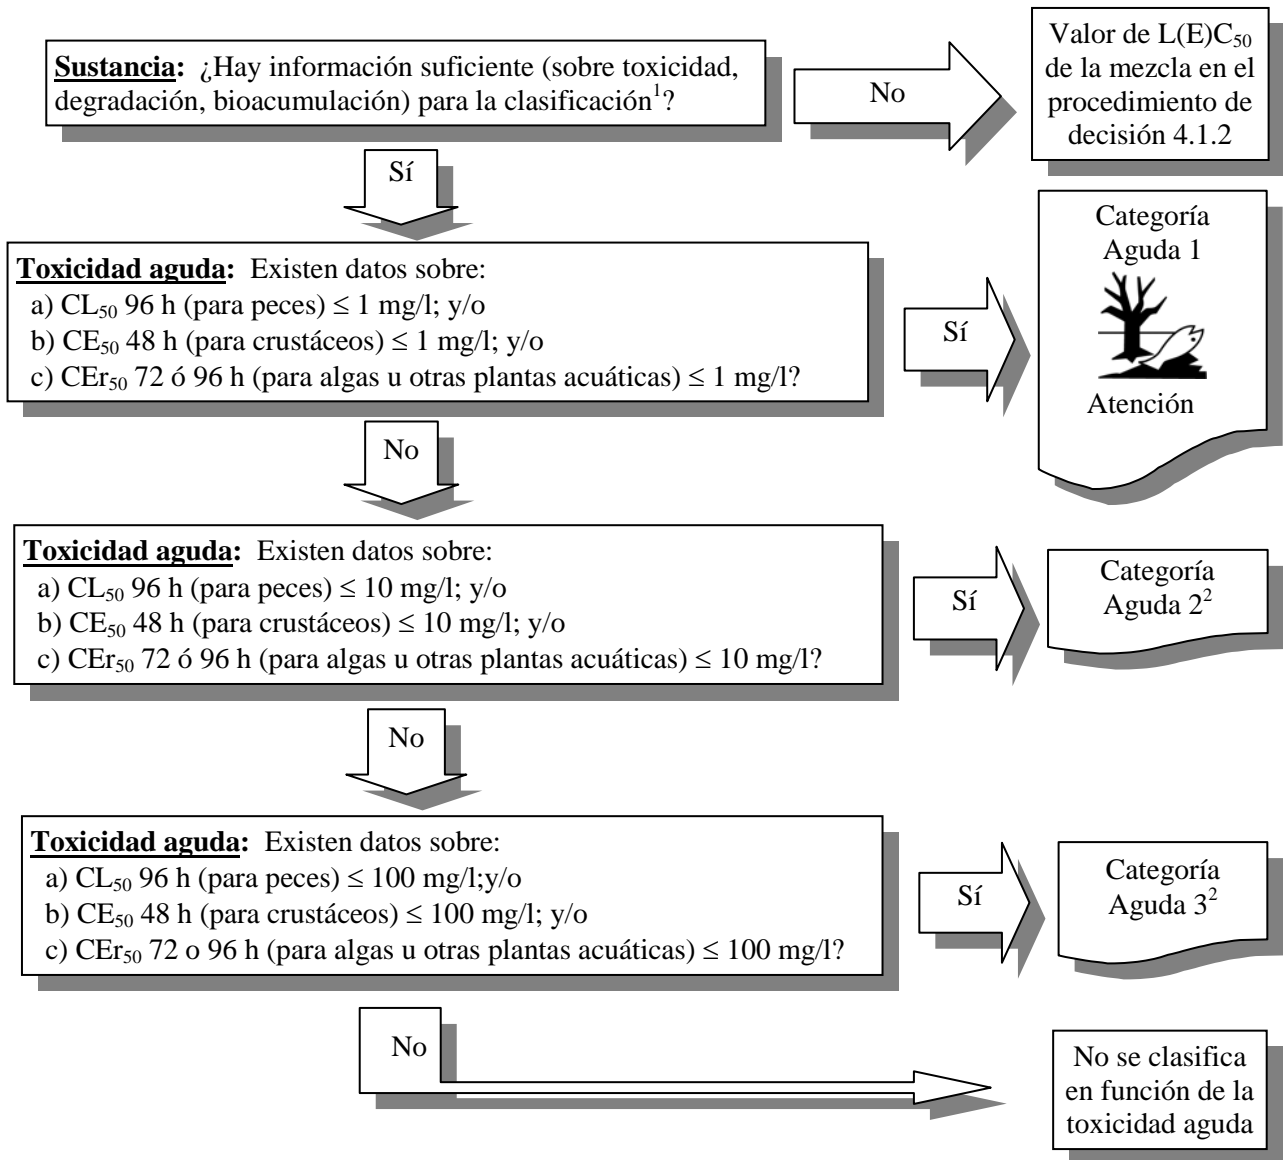 Sustancia: ¿Hay información suficiente (sobre toxicidad,
degradación, bioacumulación) para la clasificación¹?
No
Valor de L(E)C₅₀
de la mezcla en el
procedimiento de
decisión 4.1.2
Sí
Toxicidad aguda: Existen datos sobre:
a) CL₅₀ 96 h (para peces) ≤ 1 mg/l; y/o
b) CE₅₀ 48 h (para crustáceos) ≤ 1 mg/l; y/o
c) CEr₅₀ 72 ó 96 h (para algas u otras plantas acuáticas) ≤ 1 mg/l?
Sí
Categoría
Aguda 1
Atención
No
Toxicidad aguda: Existen datos sobre:
a) CL₅₀ 96 h (para peces) ≤ 10 mg/l; y/o
b) CE₅₀ 48 h (para crustáceos) ≤ 10 mg/l; y/o
c) CEr₅₀ 72 ó 96 h (para algas u otras plantas acuáticas) ≤ 10 mg/l?
Sí
Categoría
Aguda 2²
No
Toxicidad aguda: Existen datos sobre:
a) CL₅₀ 96 h (para peces) ≤ 100 mg/l;y/o
b) CE₅₀ 48 h (para crustáceos) ≤ 100 mg/l; y/o
c) CEr₅₀ 72 o 96 h (para algas u otras plantas acuáticas) ≤ 100 mg/l?
Sí
Categoría
Aguda 3²
No
No se clasifica
en función de la
toxicidad aguda